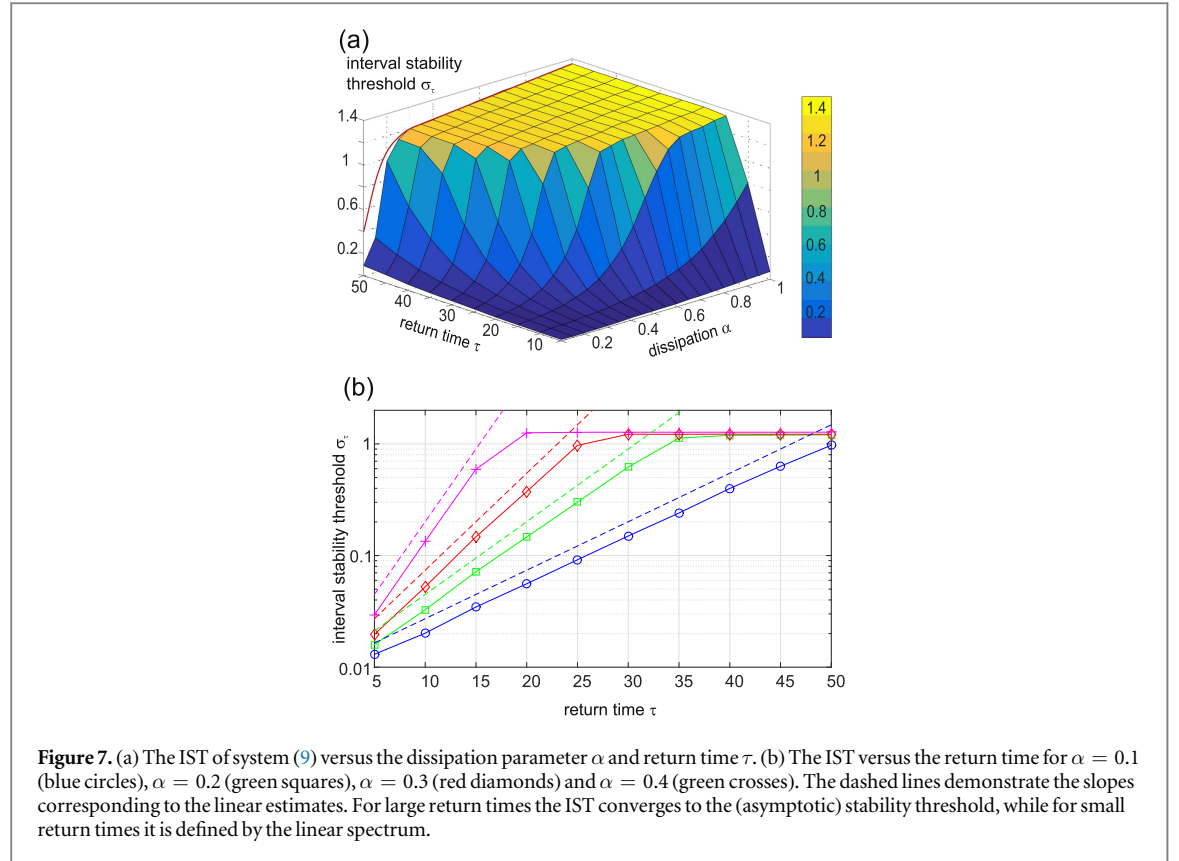 (a)
interval stability
threshold στ
1.4
1
0.6
0.2
50
40
30
20
10
return time τ
0.2
0.4
0.6
0.8
1
dissipation α
1.4
1.2
1
0.8
0.6
0.4
0.2
(b)
interval stability threshold στ
1
0.1
0.01
5 10 15 20 25 30 35 40 45 50
return time τ
Figure 7. (a) The IST of system (9) versus the dissipation parameter α and return time τ. (b) The IST versus the return time for α = 0.1
(blue circles), α = 0.2 (green squares), α = 0.3 (red diamonds) and α = 0.4 (green crosses). The dashed lines demonstrate the slopes
corresponding to the linear estimates. For large return times the IST converges to the (asymptotic) stability threshold, while for small
return times it is defined by the linear spectrum.